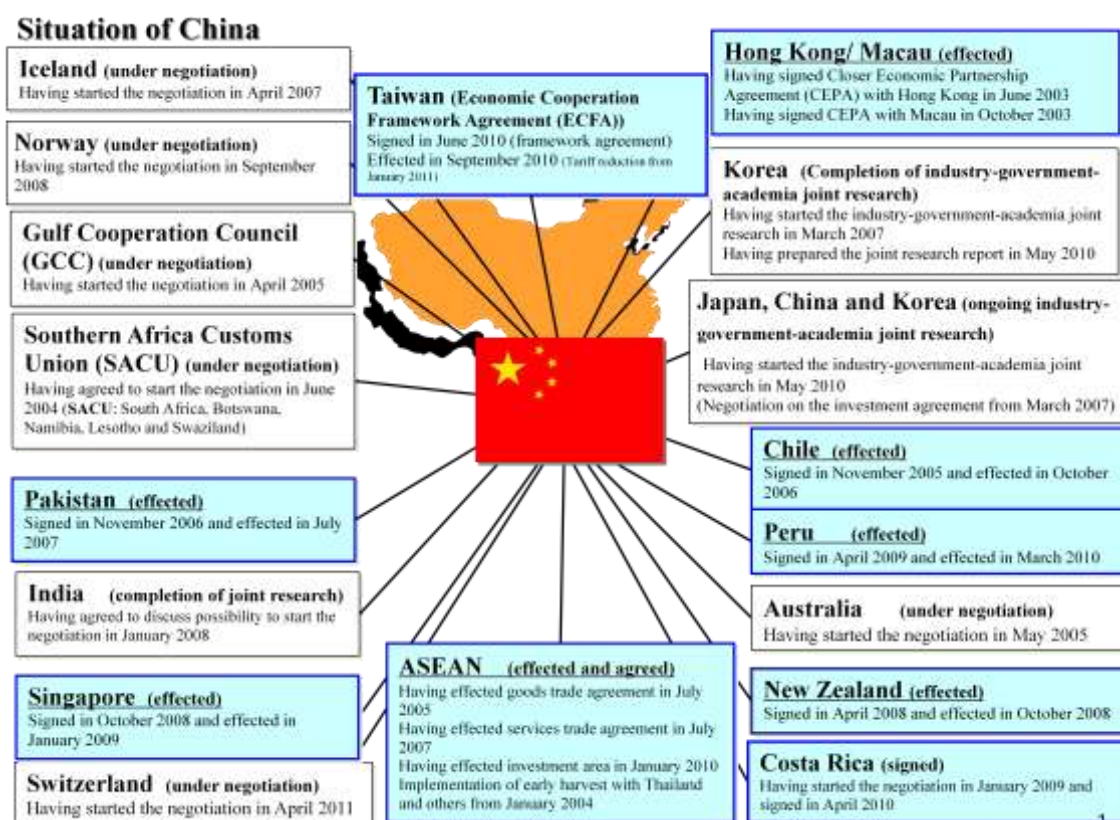 Situation of China
Iceland (under negotiation)
Having started the negotiation in April 2007
Norway (under negotiation)
Having started the negotiation in September
2008
Gulf Cooperation Council
(GCC) (under negotiation)
Having started the negotiation in April 2005
Southern Africa Customs
Union (SACU) (under negotiation)
Having agreed to start the negotiation in June
2004 (SACU: South Africa, Botswana,
Namibia, Lesotho and Swaziland)
Pakistan (effected)
Signed in November 2006 and effected in July
2007
India (completion of joint research)
Having agreed to discuss possibility to start the
negotiation in January 2008
Singapore (effected)
Signed in October 2008 and effected in
January 2009
Switzerland (under negotiation)
Having started the negotiation in April 2011
Taiwan (Economic Cooperation
Framework Agreement (ECFA))
Signed in June 2010 (framework agreement)
Effected in September 2010 (Tariff reduction from
January 2011)
ASEAN (effected and agreed)
Having effected goods trade agreement in July
2005
Having effected services trade agreement in July
2007
Having effected investment area in January 2010
Implementation of early harvest with Thailand
and others from January 2004
Hong Kong/ Macau (effected)
Having signed Closer Economic Partnership
Agreement (CEPA) with Hong Kong in June 2003
Having signed CEPA with Macau in October 2003
Korea (Completion of industry-government-
academia joint research)
Having started the industry-government-academia joint
research in March 2007
Having prepared the joint research report in May 2010
Japan, China and Korea (ongoing industry-
government-academia joint research)
Having started the industry-government-academia joint
research in May 2010
(Negotiation on the investment agreement from March 2007)
Chile (effected)
Signed in November 2005 and effected in October
2006
Peru (effected)
Signed in April 2009 and effected in March 2010
Australia (under negotiation)
Having started the negotiation in May 2005
New Zealand (effected)
Signed in April 2008 and effected in October 2008
Costa Rica (signed)
Having started the negotiation in January 2009 and
signed in April 2010